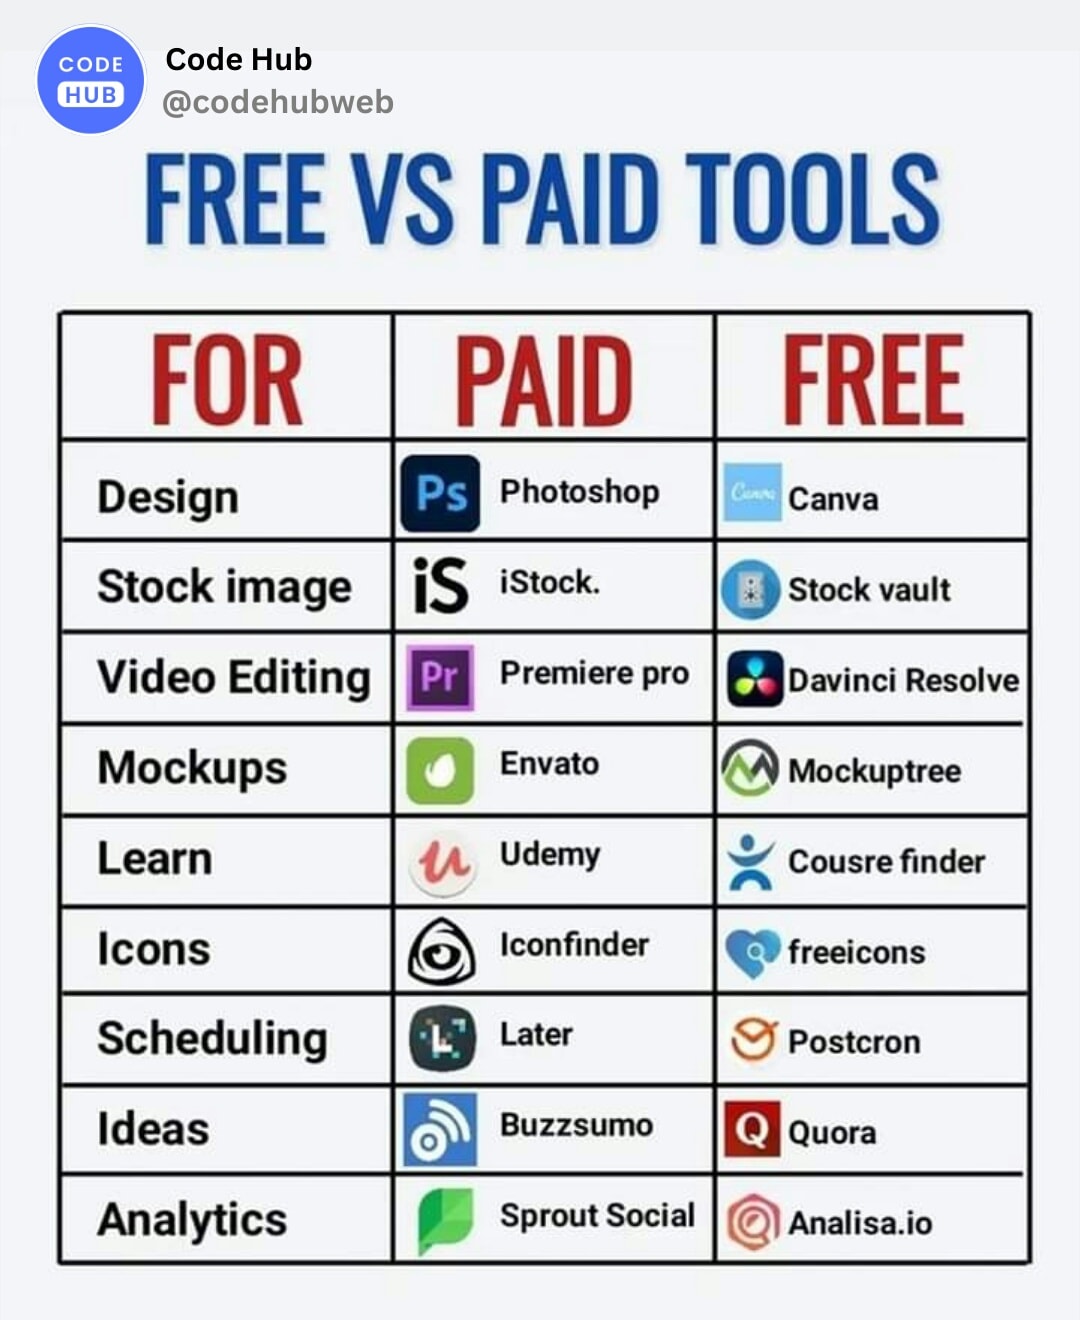 CODE
HUB
Code Hub
@codehubweb
FREE VS PAID TOOLS
FOR PAID FREE
Design Ps Photoshop Canva Canva
Stock image iS iStock. Stock vault
Video Editing Pr Premiere pro Davinci Resolve
Mockups Envato Mockuptree
Learn u Udemy Cousre finder
Icons Iconfinder freeicons
Scheduling L Later Postcron
Ideas Buzzsumo Q Quora
Analytics Sprout Social Analisa.io